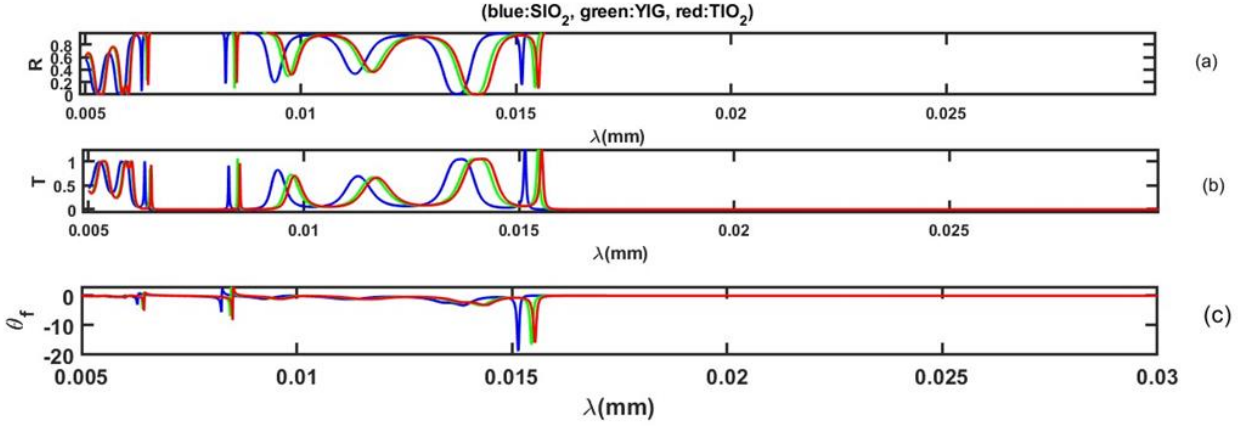 (blue:SIO2, green:YIG, red:TIO2)
R
0.8
0.6
0.4
0.2
0
0.005 0.01 0.015 0.02 0.025
λ(mm)
(a)
T
1
0.5
0
0.005 0.01 0.015 0.02 0.025
λ(mm)
(b)
θf
0
-10
-20
0.005 0.01 0.015 0.02 0.025 0.03
λ(mm)
(c)